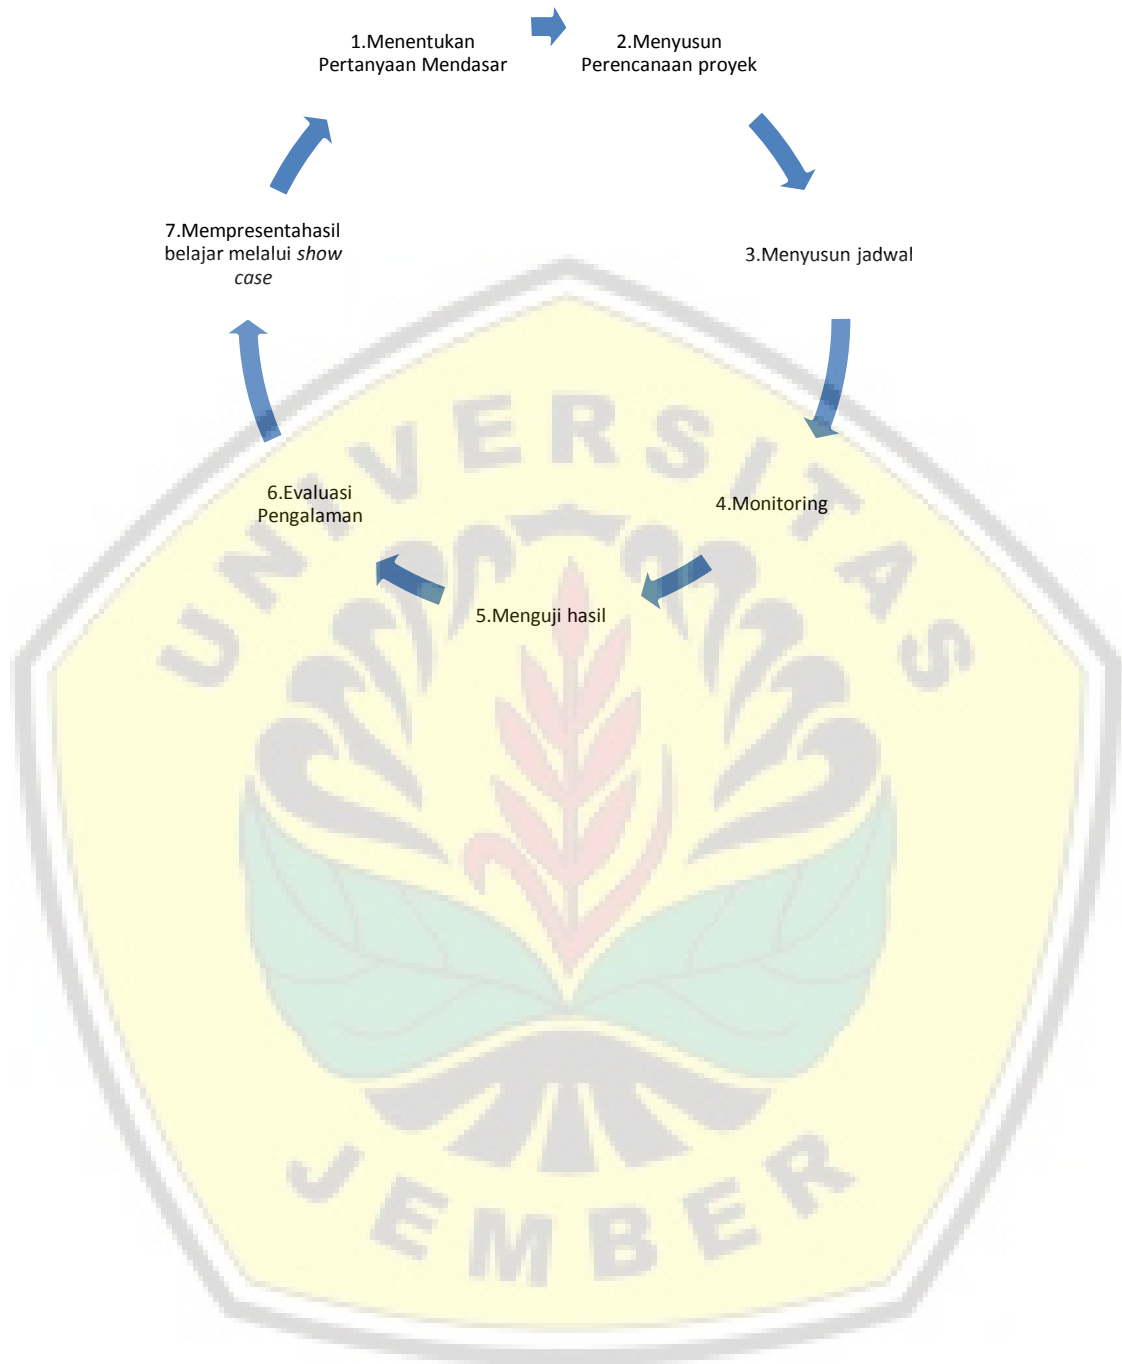 1.Menentukan
Pertanyaan Mendasar
2.Menyusun
Perencanaan proyek
3.Menyusun jadwal
4.Monitoring
5.Menguji hasil
6.Evaluasi
Pengalaman
7.Mempresentahasil
belajar melalui show
case
UNIVERSITAS
JEMBER